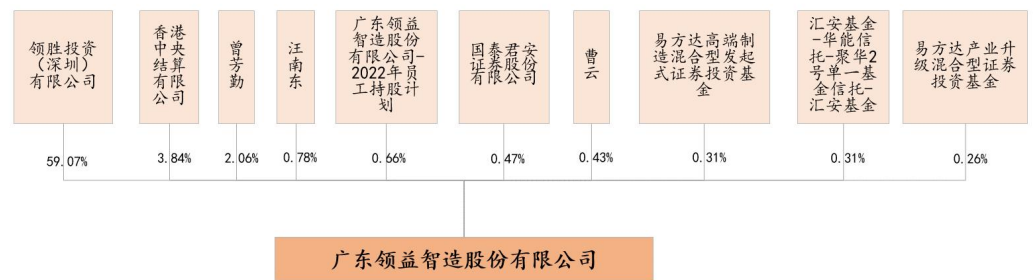 领胜投资
（深圳）
有限公司
香港
中央
结算
有限
公司
曾
芳
勤
汪
南
东
广东领益
智造股份
有限公司-
2022年员
工持股计
划
国泰君安
证券股份
有限公司
曹
云
易方达高端制
造混合型发起
式证券投资基
金
汇安基金
-华能信
托-聚华2
号单一基
金信托-
汇安基金
易方达产业升
级混合型证券
投资基金
59.07%
3.84%
2.06%
0.78%
0.66%
0.47%
0.43%
0.31%
0.31%
0.26%
广东领益智造股份有限公司